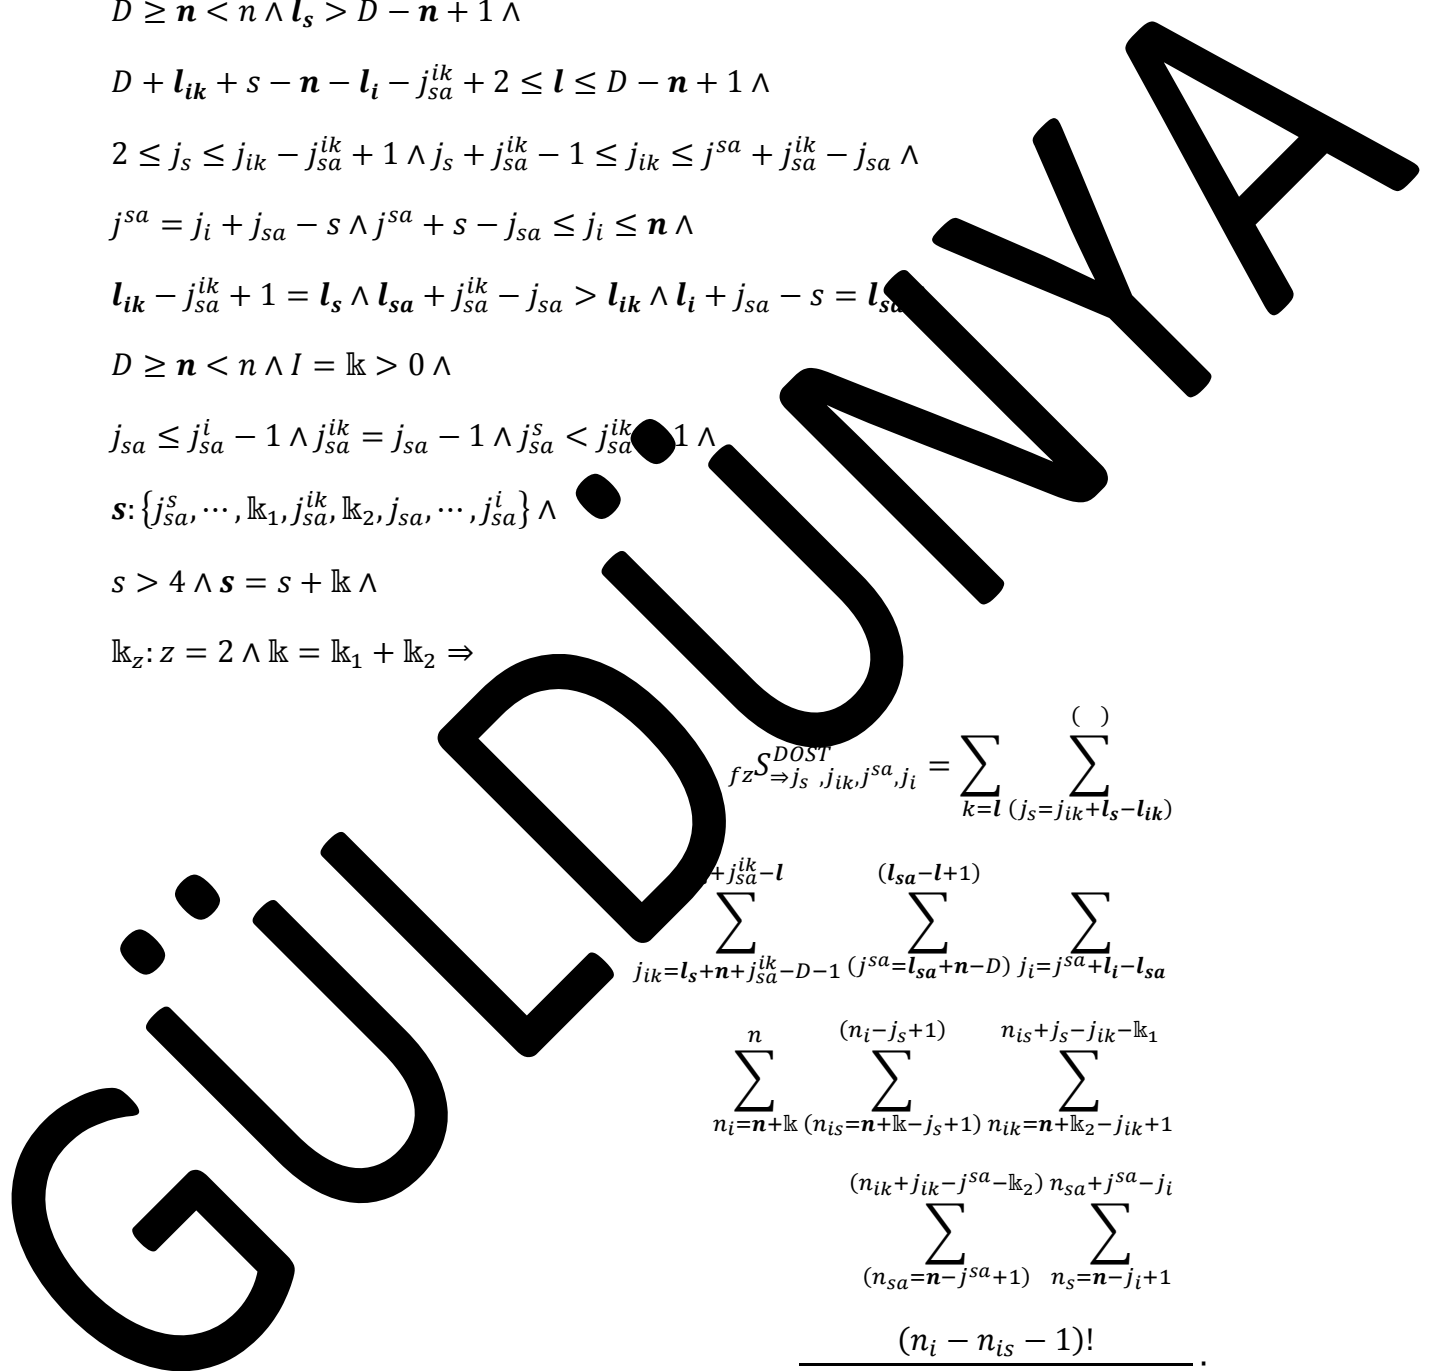 D ≥ 𝒏 < n ∧ 𝒍_𝒔 > D − 𝒏 + 1 ∧
D + 𝒍_𝒊𝒌 + s − 𝒏 − 𝒍_𝒊 − j_sa^ik + 2 ≤ 𝒍 ≤ D − 𝒏 + 1 ∧
2 ≤ j_s ≤ j_ik − j_sa^ik + 1 ∧ j_s + j_sa^ik − 1 ≤ j_ik ≤ j^sa + j_sa^ik − j_sa ∧
j^sa = j_i + j_sa − s ∧ j^sa + s − j_sa ≤ j_i ≤ 𝒏 ∧
𝒍_𝒊𝒌 − j_sa^ik + 1 = 𝒍_𝒔 ∧ 𝒍_𝒔𝒂 + j_sa^ik − j_sa > 𝒍_𝒊𝒌 ∧ 𝒍_𝒊 + j_sa − s = 𝒍_𝒔𝒂
D ≥ 𝒏 < n ∧ I = 𝕜 > 0 ∧
j_sa ≤ j_sa^i − 1 ∧ j_sa^ik = j_sa − 1 ∧ j_sa^s < j_sa^ik 1 ∧
𝒔: {j_sa^s, ⋯ , 𝕜_1, j_sa^ik, 𝕜_2, j_sa, ⋯ , j_sa^i} ∧
s > 4 ∧ 𝒔 = s + 𝕜 ∧
𝕜_z: z = 2 ∧ 𝕜 = 𝕜_1 + 𝕜_2 ⇒
_fz S^DOST_⇒j_s ,j_ik,j^sa,j_i = ∑_{k=𝒍} ∑_{(j_s=j_ik+𝒍_𝒔−𝒍_𝒊𝒌)}^{( )}
∑_{j_ik=𝒍_𝒔+𝒏+j_sa^ik−D−1}^{+j_sa^ik−𝒍} ∑_{(j^sa=𝒍_𝒔𝒂+𝒏−D)}^{(𝒍_𝒔𝒂−𝒍+1)} ∑_{j_i=j^sa+𝒍_𝒊−𝒍_𝒔𝒂}
∑_{n_i=𝒏+𝕜}^{n} ∑_{(n_is=𝒏+𝕜−j_s+1)}^{(n_i−j_s+1)} ∑_{n_ik=𝒏+𝕜_2−j_ik+1}^{n_is+j_s−j_ik−𝕜_1}
∑_{(n_sa=𝒏−j^sa+1)}^{(n_ik+j_ik−j^sa−𝕜_2)} ∑_{n_s=𝒏−j_i+1}^{n_sa+j^sa−j_i}
(n_i − n_is − 1)! ⋅
GÜLDÜNYA